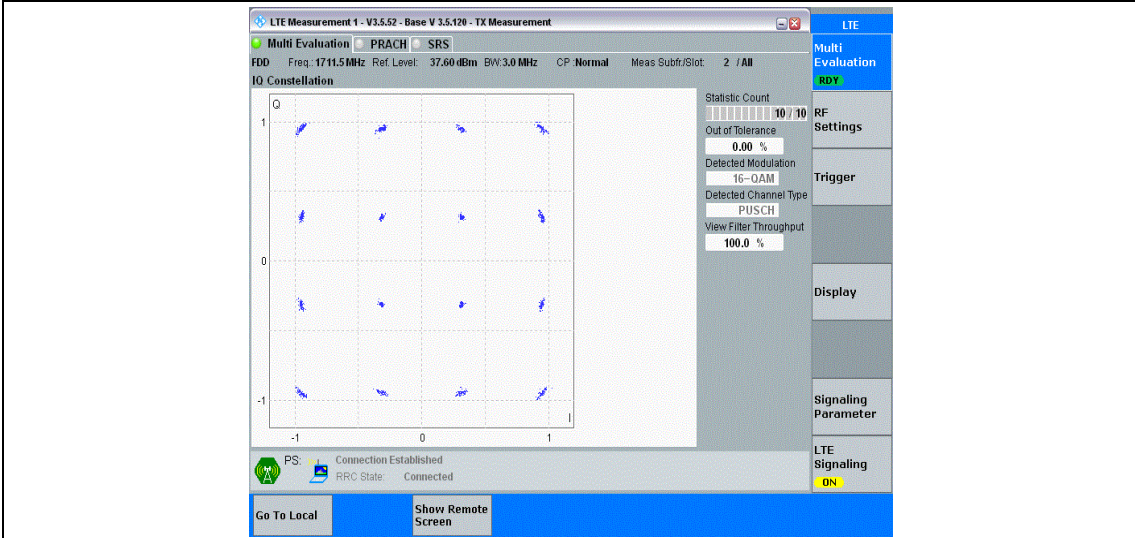 LTE Measurement 1 - V3.5.52 - Base V 3.5.120 - TX Measurement
LTE
Multi Evaluation PRACH SRS
FDD Freq.: 1711.5 MHz Ref. Level: 37.60 dBm BW: 3.0 MHz CP :Normal Meas Subfr./Slot: 2 / All
IQ Constellation
Q
1
0
-1
I
-1 0 1
Statistic Count
10 / 10
Out of Tolerance
0.00 %
Detected Modulation
16-QAM
Detected Channel Type
PUSCH
View Filter Throughput
100.0 %
Multi
Evaluation
RDY
RF
Settings
Trigger
Display
Signaling
Parameter
LTE
Signaling
ON
PS: Connection Established
RRC State: Connected
Go To Local
Show Remote
Screen